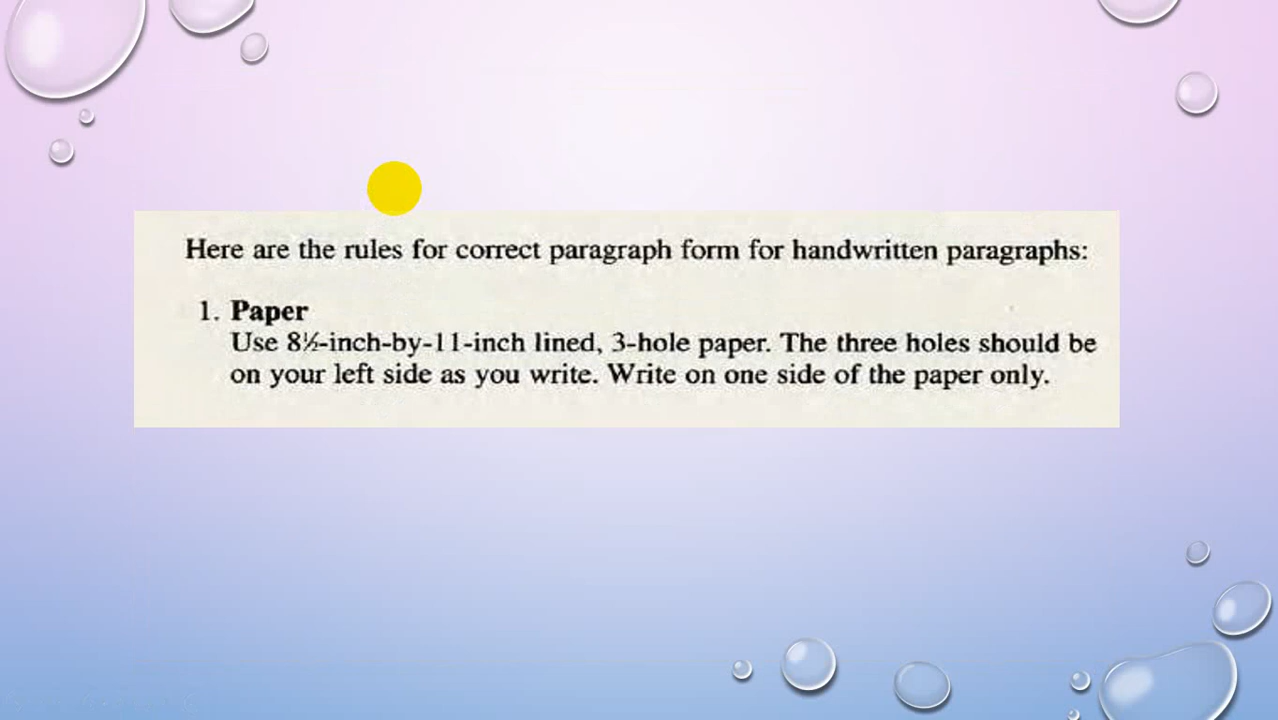 Here are the rules for correct paragraph form for handwritten paragraphs:
1. Paper
Use 8½-inch-by-11-inch lined, 3-hole paper. The three holes should be
on your left side as you write. Write on one side of the paper only.